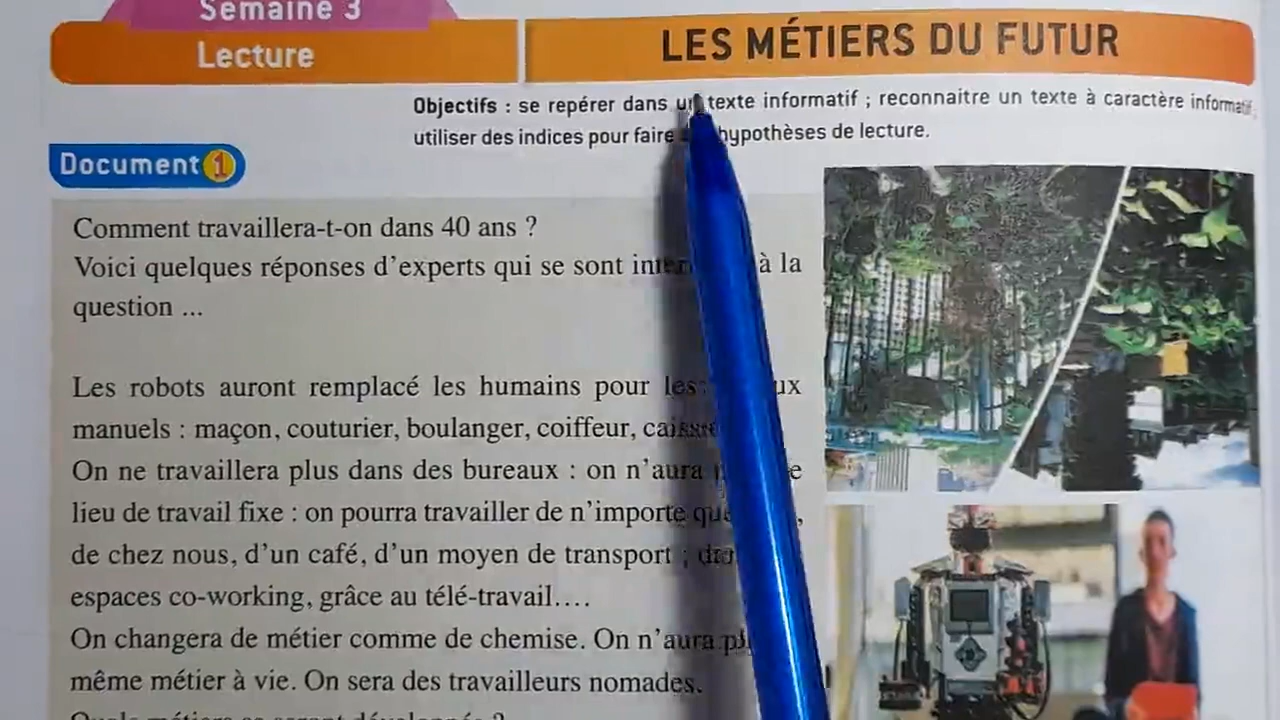 Semaine 3
Lecture
LES MÉTIERS DU FUTUR
Objectifs : se repérer dans un texte informatif ; reconnaitre un texte à caractère informatif ;
utiliser des indices pour faire hypothèses de lecture.
Document 1
Comment travaillera-t-on dans 40 ans ?
Voici quelques réponses d'experts qui se sont à la
question ...
Les robots auront remplacé les humains pour les
manuels : maçon, couturier, boulanger, coiffeur,
On ne travaillera plus dans des bureaux : on n'aura
lieu de travail fixe : on pourra travailler de n'importe
de chez nous, d'un café, d'un moyen de transport ;
espaces co-working, grâce au télé-travail....
On changera de métier comme de chemise. On n'aura
même métier à vie. On sera des travailleurs nomades.